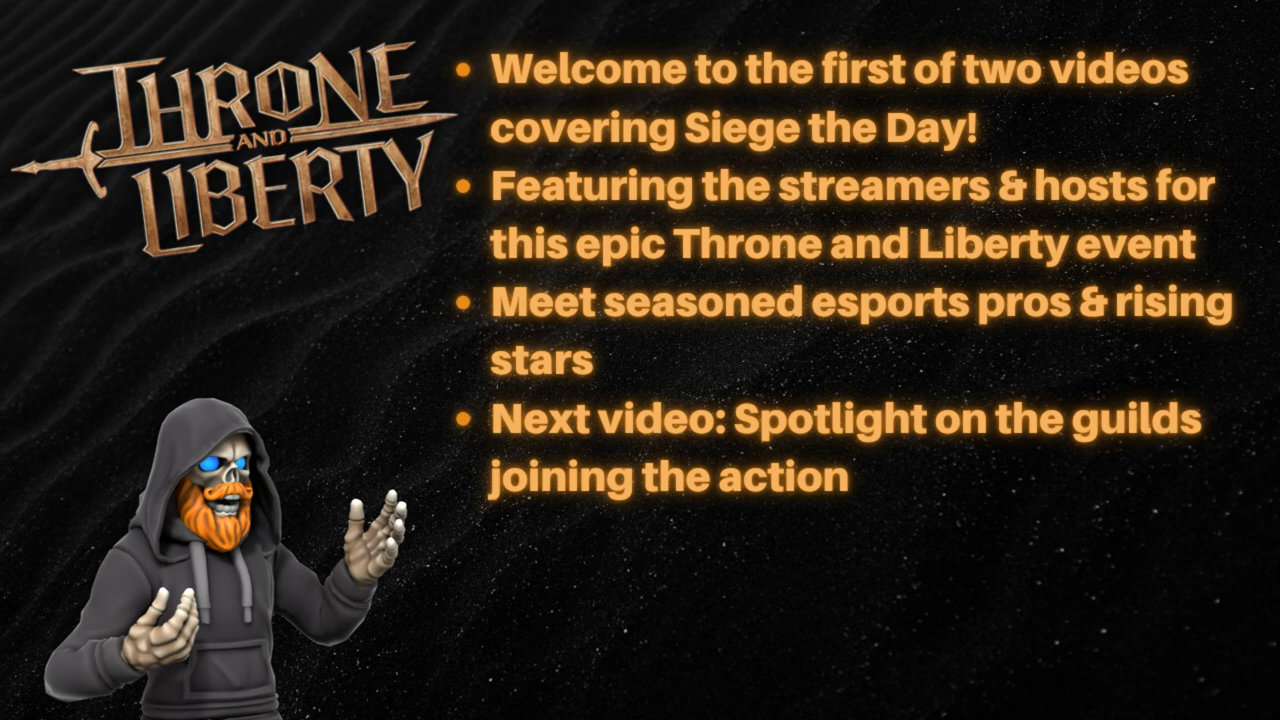 THRONE
AND
LIBERTY
• Welcome to the first of two videos
covering Siege the Day!
• Featuring the streamers & hosts for
this epic Throne and Liberty event
• Meet seasoned esports pros & rising
stars
• Next video: Spotlight on the guilds
joining the action